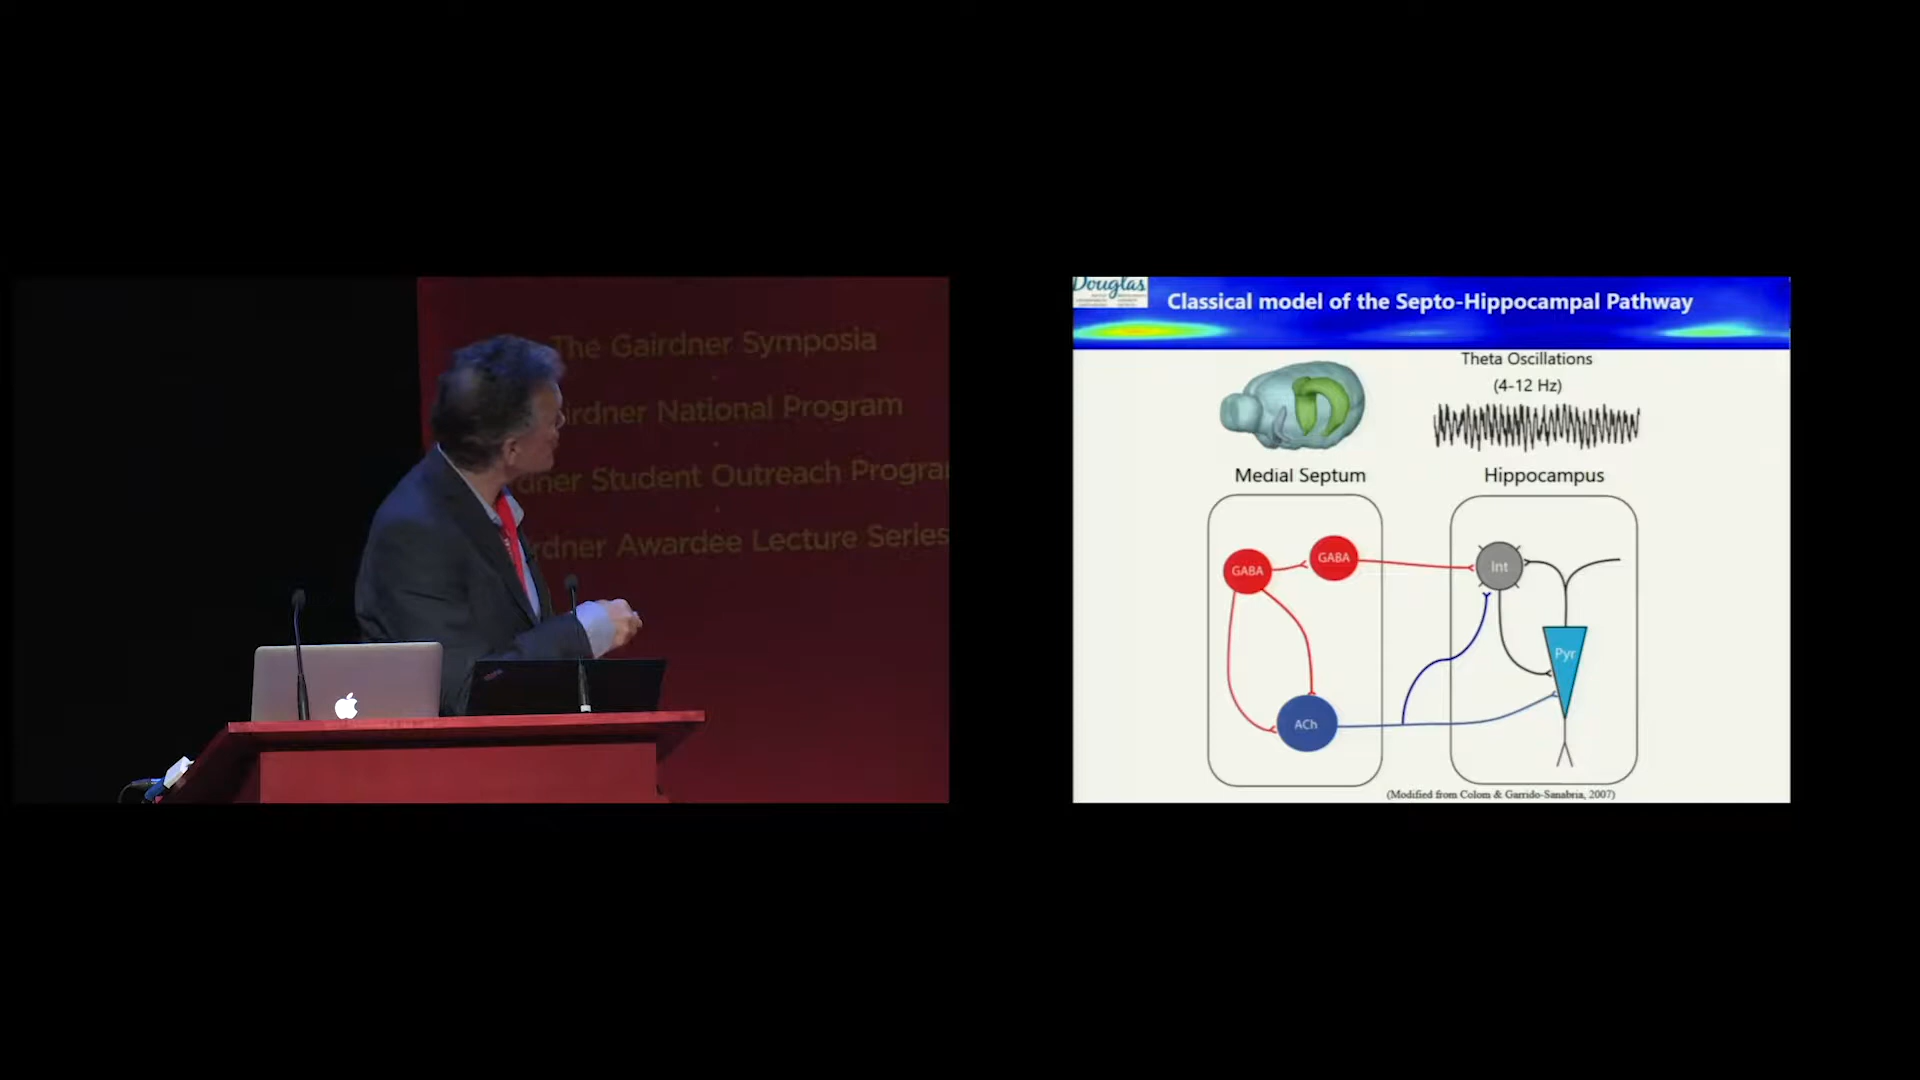 The Gairdner Symposia
irdner National Program
dner Student Outreach Progra
rdner Awardee Lecture Series
Douglas
Classical model of the Septo-Hippocampal Pathway
Theta Oscillations
(4-12 Hz)
Medial Septum
Hippocampus
GABA
GABA
Int
Pyr
ACh
(Modified from Colom & Garrido-Sanabria, 2007)